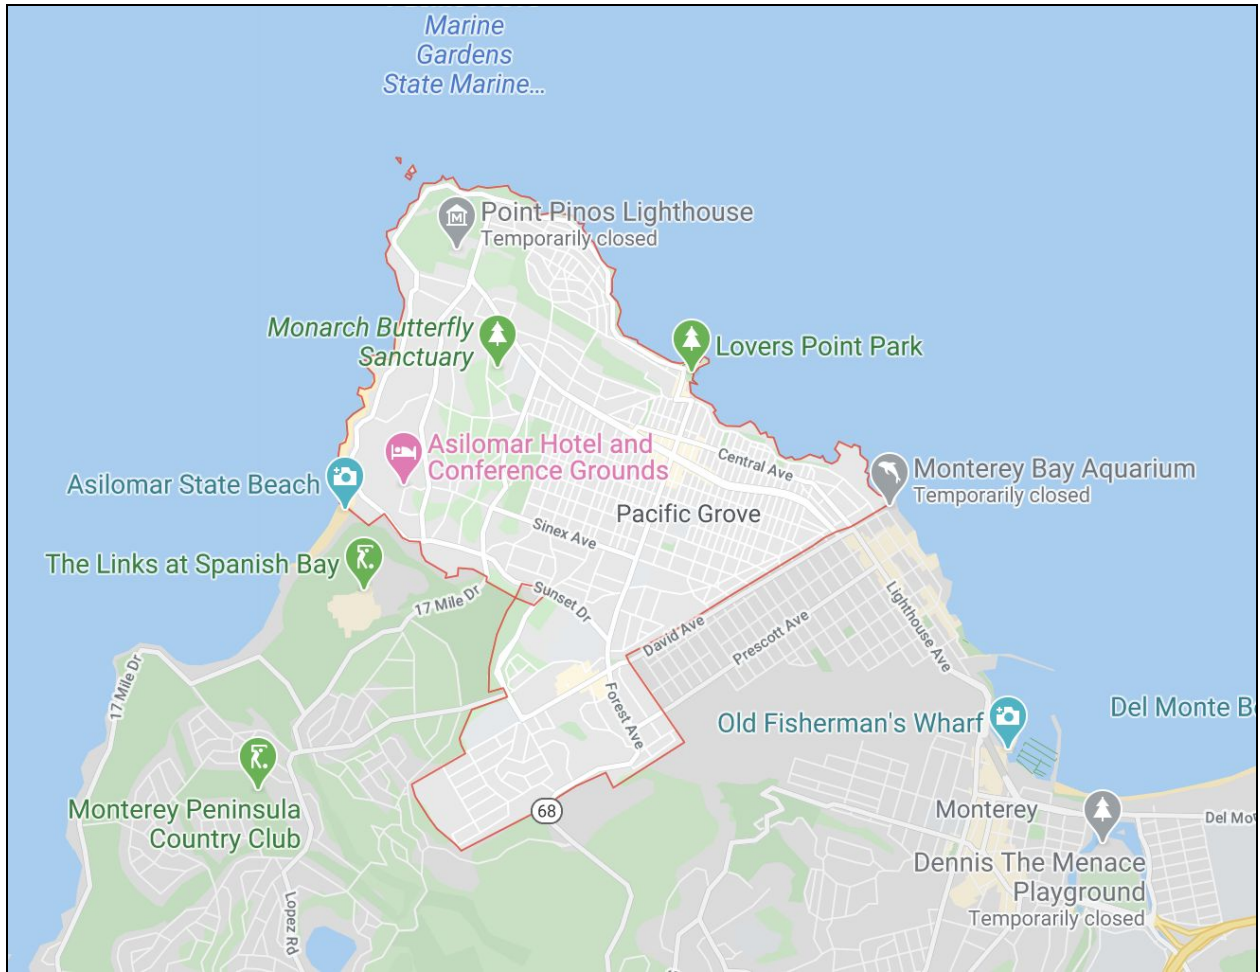 Marine
Gardens
State Marine...
Point Pinos Lighthouse
Temporarily closed
Monarch Butterfly
Sanctuary
Lovers Point Park
Asilomar Hotel and
Conference Grounds
Central Ave
Monterey Bay Aquarium
Temporarily closed
Asilomar State Beach
Pacific Grove
Sinex Ave
The Links at Spanish Bay
17 Mile Dr
Sunset Dr
David Ave
Prescott Ave
Lighthouse Ave
17 Mile Dr
Forest Ave
Old Fisherman's Wharf
Del Monte B
Monterey Peninsula
Country Club
68
Monterey
Del Mo
Dennis The Menace
Playground
Temporarily closed
Lopez Rd
M